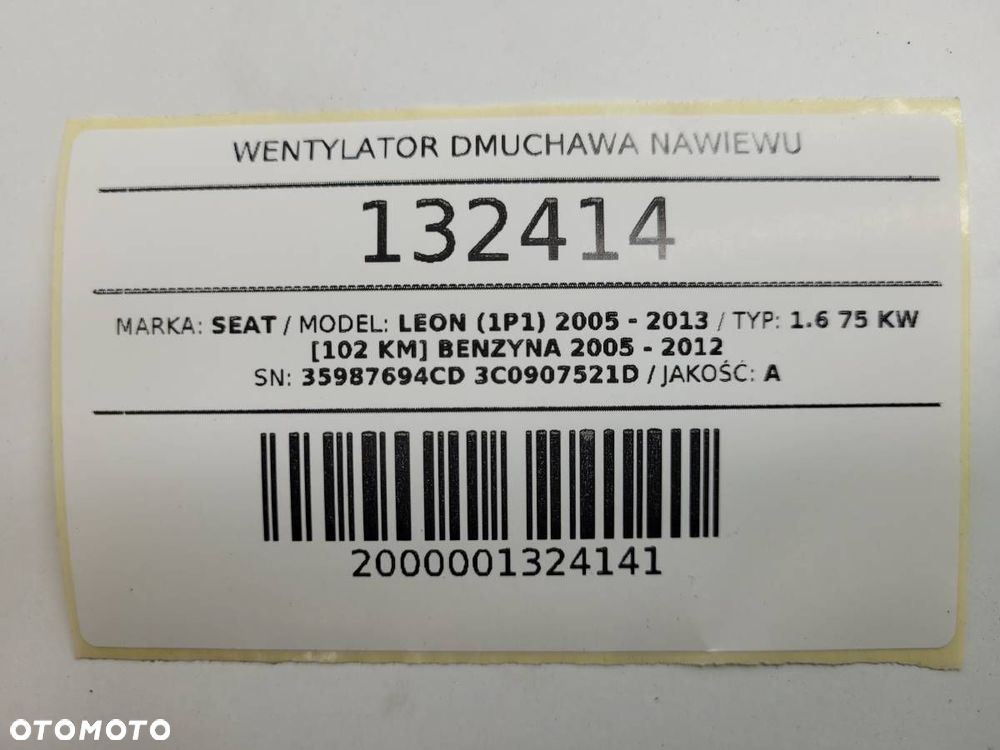 WENTYLATOR DMUCHAWA NAWIEWU
132414
MARKA: SEAT / MODEL: LEON (1P1) 2005 - 2013 / TYP: 1.6 75 KW
[102 KM] BENZYNA 2005 - 2012
SN: 35987694CD 3C0907521D / JAKOŚĆ: A
2000001324141
OTOMOTO